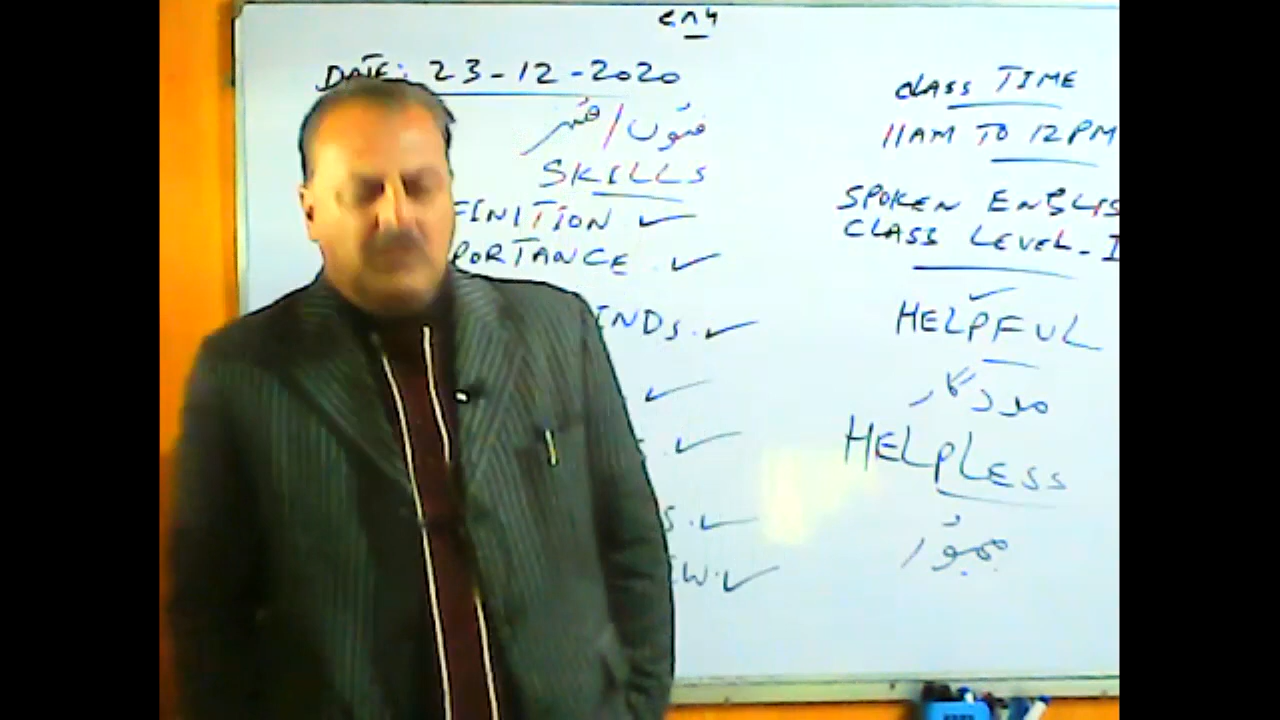 DATE: 23-12-2020
فنون / ہنر
SKILLS
FINITION ✓
PORTANCE ✓
INDS. ✓
✓
✓
S. ✓
EW. ✓
CLASS TIME
11AM TO 12PM
SPOKEN ENGLIS
CLASS LEVEL-I
HELPFUL
مددگار
HELPLESS
مجبور